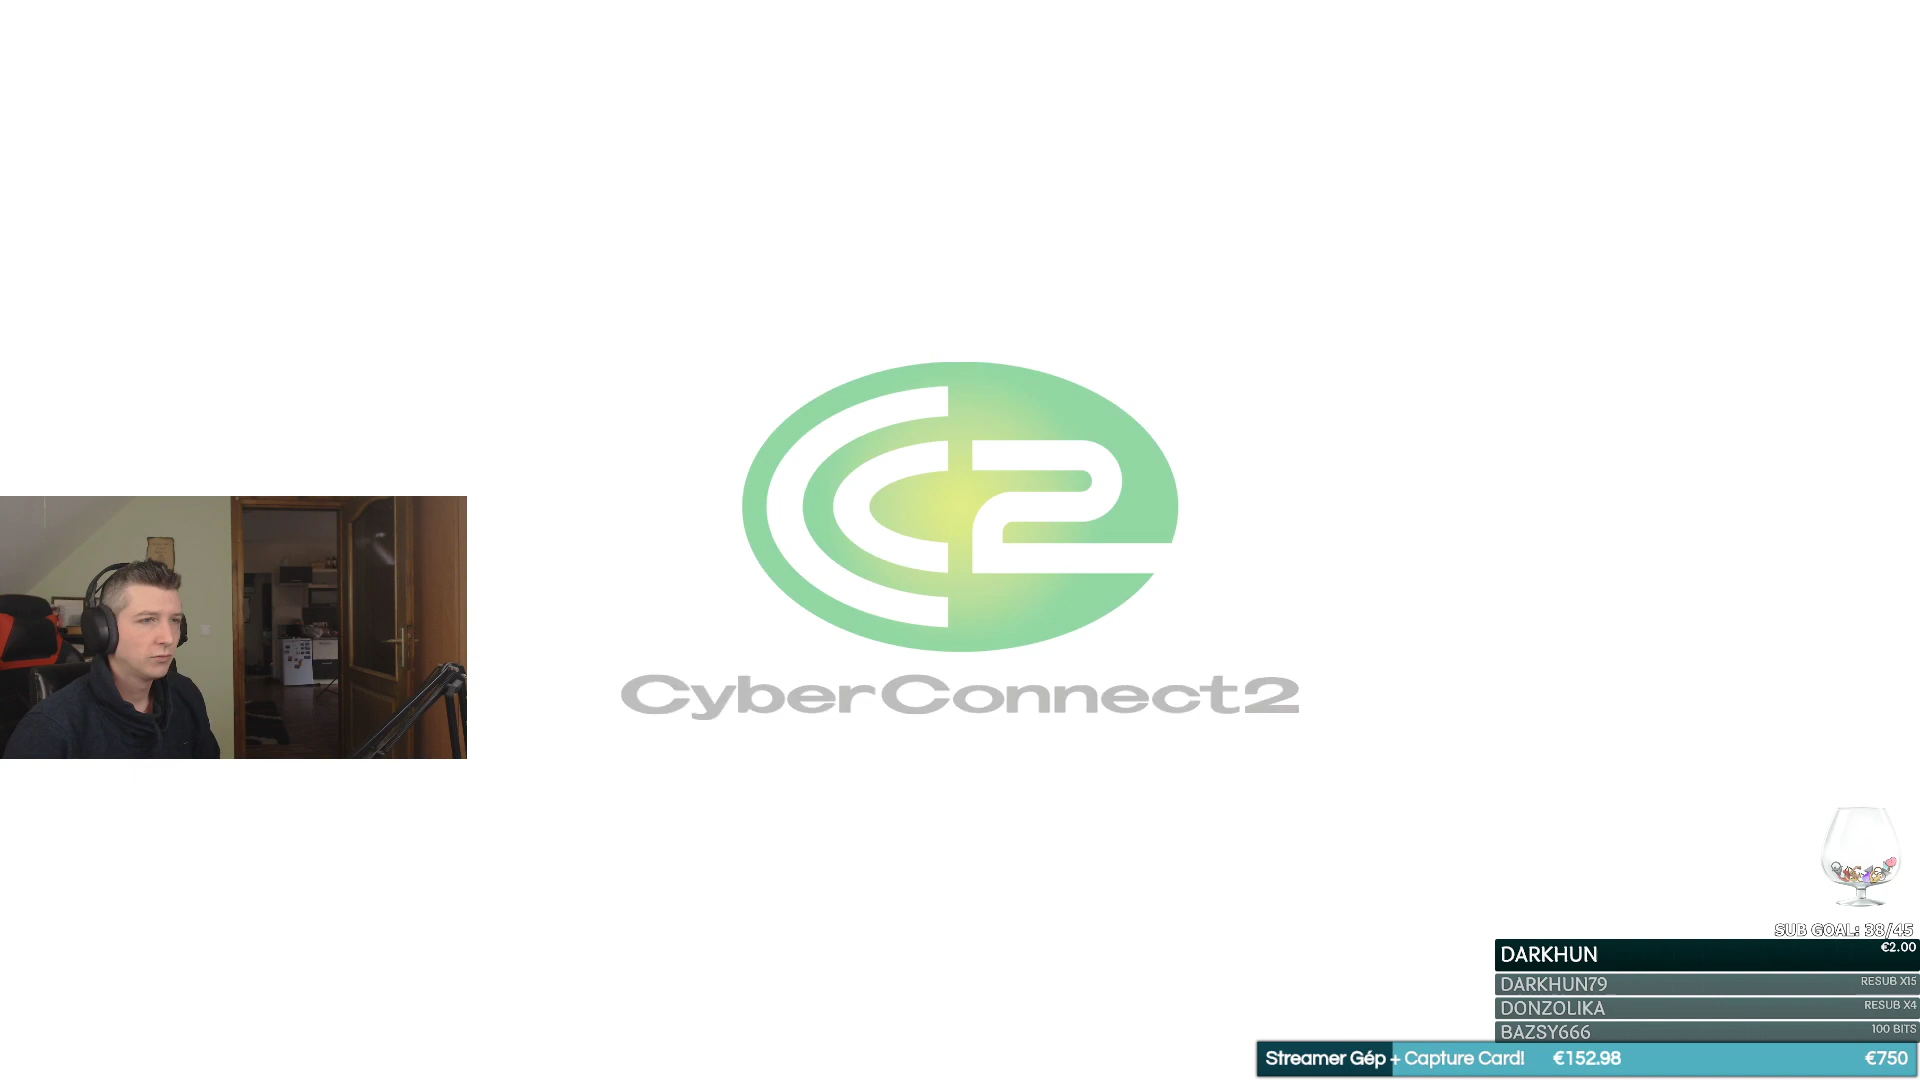 C2
CyberConnect2
SUB GOAL: 38/45
DARKHUN €2.00
DARKHUN79 RESUB X15
DONZOLIKA RESUB X4
BAZSY666 100 BITS
Streamer Gép + Capture Card! €152.98 €750